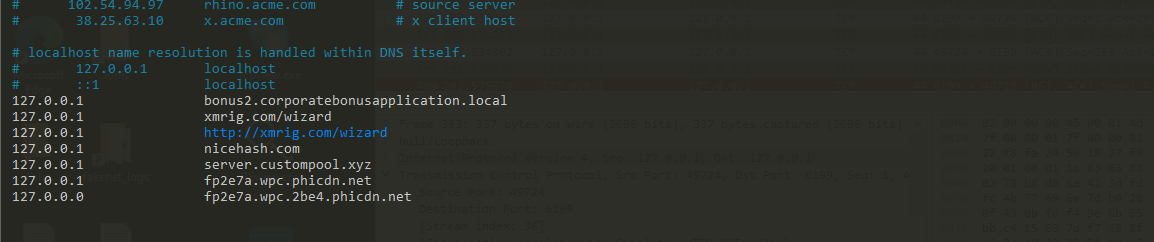 # 102.54.94.97 rhino.acme.com # source server
# 38.25.63.10 x.acme.com # x client host
# localhost name resolution is handled within DNS itself.
# 127.0.0.1 localhost
# ::1 localhost
127.0.0.1 bonus2.corporatebonusapplication.local
127.0.0.1 xmrig.com/wizard
127.0.0.1 http://xmrig.com/wizard
127.0.0.1 nicehash.com
127.0.0.1 server.custompool.xyz
127.0.0.1 fp2e7a.wpc.phicdn.net
127.0.0.0 fp2e7a.wpc.2be4.phicdn.net